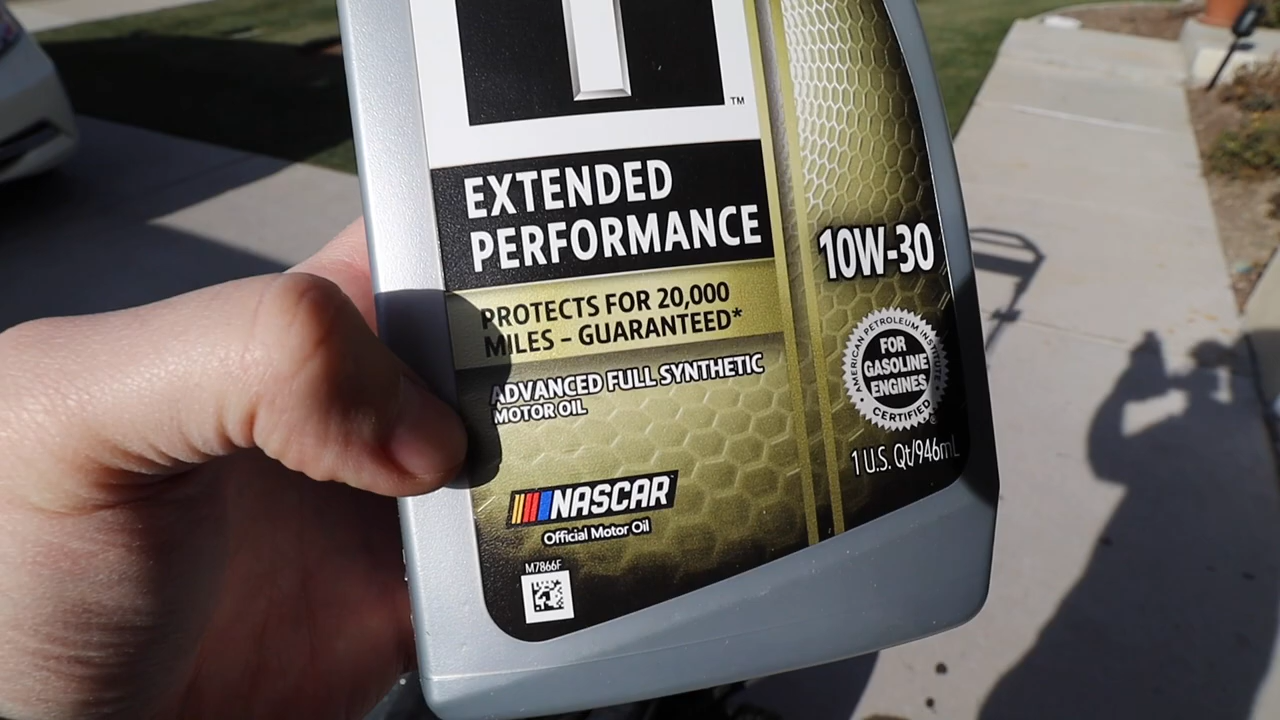 TM
EXTENDED
PERFORMANCE
PROTECTS FOR 20,000
MILES – GUARANTEED*
ADVANCED FULL SYNTHETIC
MOTOR OIL
NASCAR
Official Motor Oil
M7866F
10W-30
AMERICAN PETROLEUM INSTITUTE
FOR
GASOLINE
ENGINES
CERTIFIED
®
1 U.S. Qt/946mL